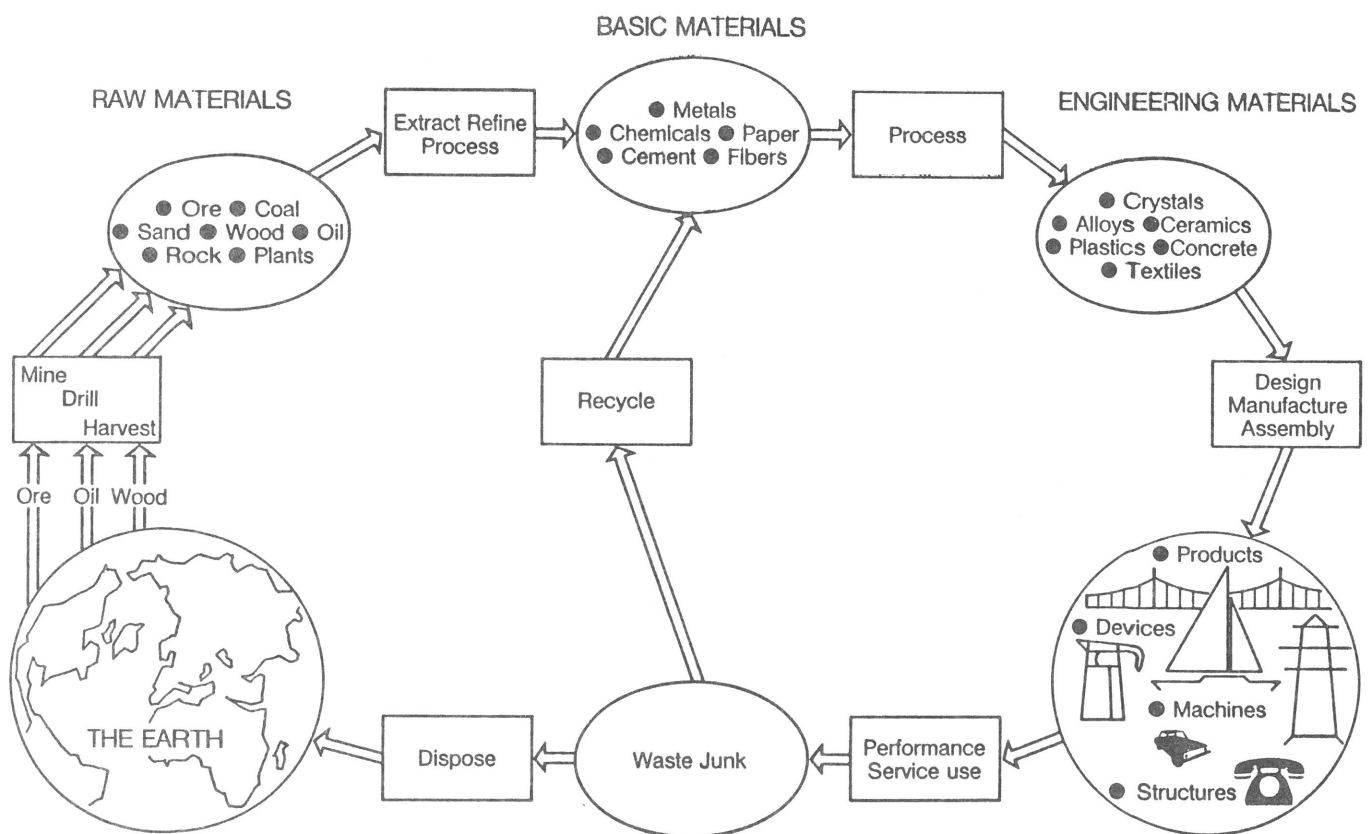 BASIC MATERIALS
RAW MATERIALS
ENGINEERING MATERIALS
Extract Refine
Process
● Metals
● Chemicals ● Paper
● Cement ● Fibers
Process
● Ore ● Coal
● Sand ● Wood ● Oil
● Rock ● Plants
● Crystals
● Alloys ● Ceramics
● Plastics ● Concrete
● Textiles
Mine
Drill
Harvest
Recycle
Design
Manufacture
Assembly
Ore Oil Wood
● Products
● Devices
● Machines
● Structures
THE EARTH
Dispose
Waste Junk
Performance
Service use